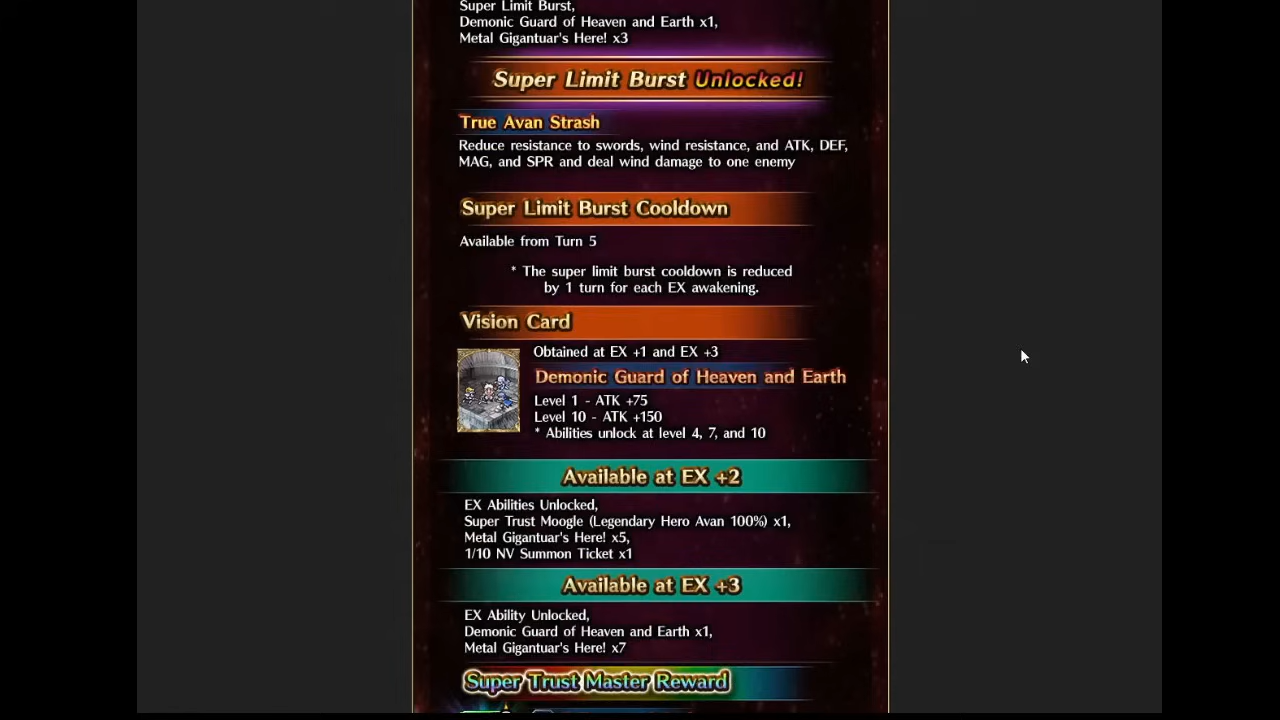 Super Limit Burst,
Demonic Guard of Heaven and Earth x1,
Metal Gigantuar's Here! x3
Super Limit Burst Unlocked!
True Avan Strash
Reduce resistance to swords, wind resistance, and ATK, DEF,
MAG, and SPR and deal wind damage to one enemy
Super Limit Burst Cooldown
Available from Turn 5
* The super limit burst cooldown is reduced
by 1 turn for each EX awakening.
Vision Card
Obtained at EX +1 and EX +3
Demonic Guard of Heaven and Earth
Level 1 - ATK +75
Level 10 - ATK +150
* Abilities unlock at level 4, 7, and 10
Available at EX +2
EX Abilities Unlocked,
Super Trust Moogle (Legendary Hero Avan 100%) x1,
Metal Gigantuar's Here! x5,
1/10 NV Summon Ticket x1
Available at EX +3
EX Ability Unlocked,
Demonic Guard of Heaven and Earth x1,
Metal Gigantuar's Here! x7
Super Trust Master Reward